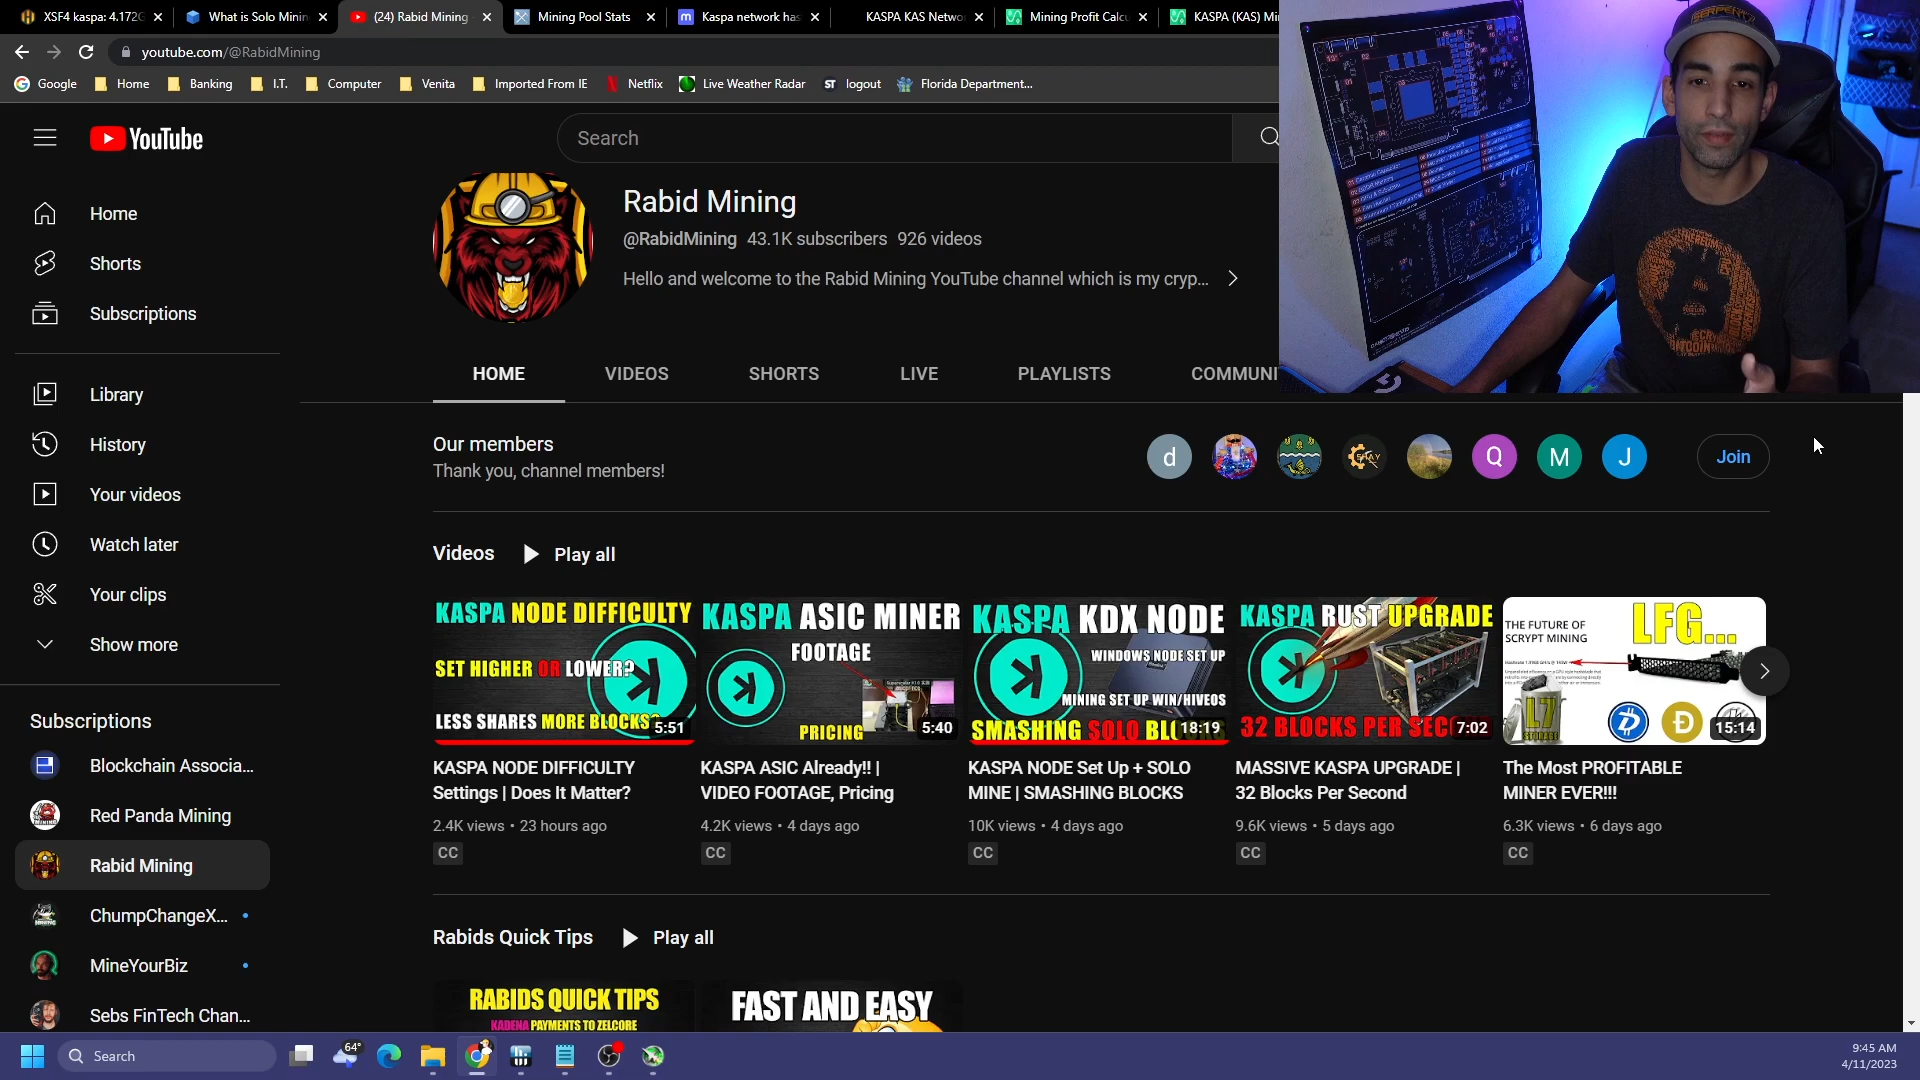 XSF4 kaspa: 4.172G
What is Solo Minin
(24) Rabid Mining
Mining Pool Stats
Kaspa network has
KASPA KAS Netwo
Mining Profit Calcu
KASPA (KAS) Mi
youtube.com/@RabidMining
Google
Home
Banking
I.T.
Computer
Venita
Imported From IE
Netflix
Live Weather Radar
ST logout
Florida Department...
YouTube
Search
Home
Shorts
Subscriptions
Library
History
Your videos
Watch later
Your clips
Show more
Subscriptions
Blockchain Associa...
Red Panda Mining
Rabid Mining
ChumpChangeX...
MineYourBiz
Sebs FinTech Chan...
Rabid Mining
@RabidMining 43.1K subscribers 926 videos
Hello and welcome to the Rabid Mining YouTube channel which is my cryp...
HOME VIDEOS SHORTS LIVE PLAYLISTS COMMUNI
Our members
Thank you, channel members!
d
Q
M
J
Join
Videos Play all
KASPA NODE DIFFICULTY
SET HIGHER OR LOWER?
LESS SHARES MORE BLOCKS
5:51
KASPA NODE DIFFICULTY
Settings | Does It Matter?
2.4K views • 23 hours ago
CC
KASPA ASIC MINER
FOOTAGE
PRICING
5:40
KASPA ASIC Already!! |
VIDEO FOOTAGE, Pricing
4.2K views • 4 days ago
CC
KASPA KDX NODE
WINDOWS NODE SET UP
MINING SET UP WIN/HIVEOS
SMASHING SOLO BL
18:19
KASPA NODE Set Up + SOLO
MINE | SMASHING BLOCKS
10K views • 4 days ago
CC
KASPA RUST UPGRADE
32 BLOCKS PER SEC
7:02
MASSIVE KASPA UPGRADE |
32 Blocks Per Second
9.6K views • 5 days ago
CC
THE FUTURE OF
SCRYPT MINING
LFG...
L7
15:14
The Most PROFITABLE
MINER EVER!!!
6.3K views • 6 days ago
CC
Rabids Quick Tips Play all
RABIDS QUICK TIPS
KADENA PAYMENTS TO ZELCORE
FAST AND EASY
Search
64°
9:45 AM
4/11/2023